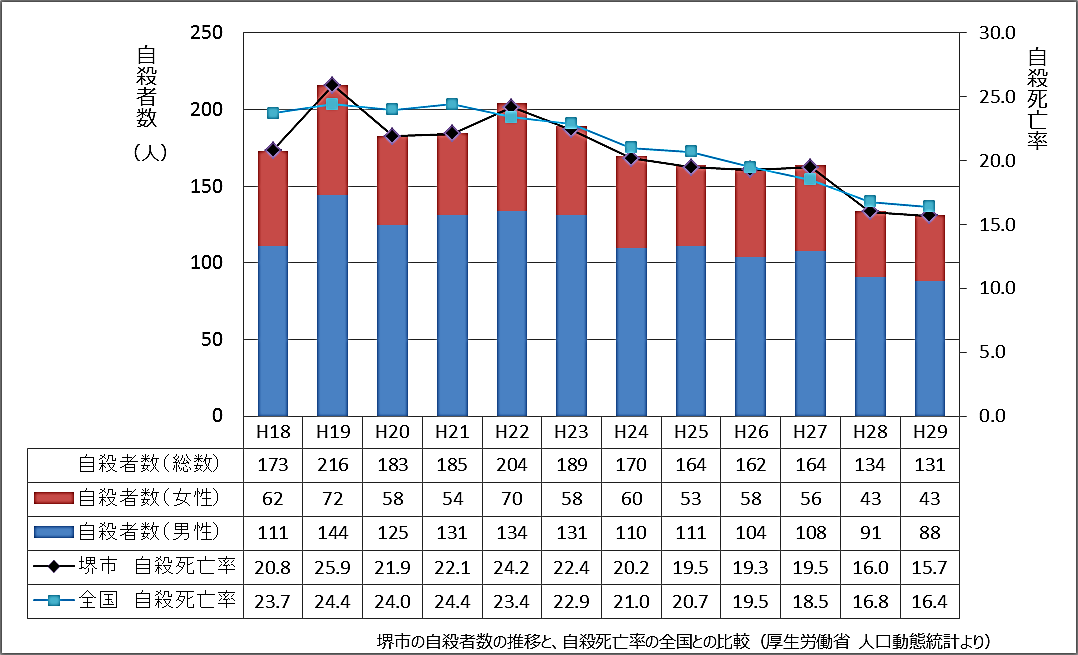 250
200
150
100
50
0
自殺者数
（人）
30.0
25.0
20.0
15.0
10.0
5.0
0.0
自殺死亡率
H18 H19 H20 H21 H22 H23 H24 H25 H26 H27 H28 H29
自殺者数（総数） 173 216 183 185 204 189 170 164 162 164 134 131
自殺者数（女性） 62 72 58 54 70 58 60 53 58 56 43 43
自殺者数（男性） 111 144 125 131 134 131 110 111 104 108 91 88
堺市　自殺死亡率 20.8 25.9 21.9 22.1 24.2 22.4 20.2 19.5 19.3 19.5 16.0 15.7
全国　自殺死亡率 23.7 24.4 24.0 24.4 23.4 22.9 21.0 20.7 19.5 18.5 16.8 16.4
堺市の自殺者数の推移と、自殺死亡率の全国との比較（厚生労働省 人口動態統計より）